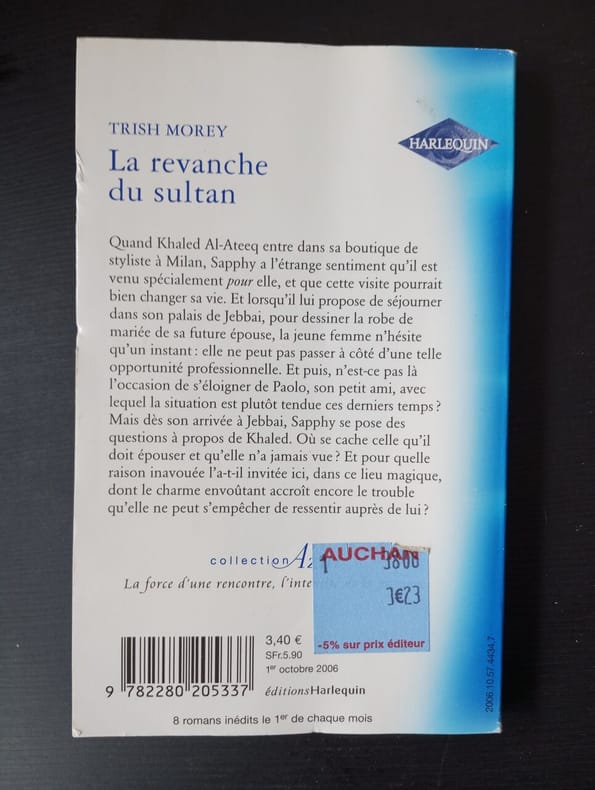 TRISH MOREY
HARLEQUIN
La revanche
du sultan
Quand Khaled Al-Ateeq entre dans sa boutique de
styliste à Milan, Sapphy a l'étrange sentiment qu'il est
venu spécialement pour elle, et que cette visite pourrait
bien changer sa vie. Et lorsqu'il lui propose de séjourner
dans son palais de Jebbai, pour dessiner la robe de
mariée de sa future épouse, la jeune femme n'hésite
qu'un instant : elle ne peut pas passer à côté d'une telle
opportunité professionnelle. Et puis, n'est-ce pas là
l'occasion de s'éloigner de Paolo, son petit ami, avec
lequel la situation est plutôt tendue ces derniers temps ?
Mais dès son arrivée à Jebbai, Sapphy se pose des
questions à propos de Khaled. Où se cache celle qu'il
doit épouser et qu'elle n'a jamais vue ? Et pour quelle
raison inavouée l'a-t-il invitée ici, dans ce lieu magique,
dont le charme envoûtant accroît encore le trouble
qu'elle ne peut s'empêcher de ressentir auprès de lui ?
collection Az
La force d'une rencontre, l'inte
AUCHAN
3€23
-5% sur prix éditeur
3,40 €
SFr.5.90
1er octobre 2006
éditionsHarlequin
9 782280 205337
8 romans inédits le 1er de chaque mois
2006.10.57.4434.7